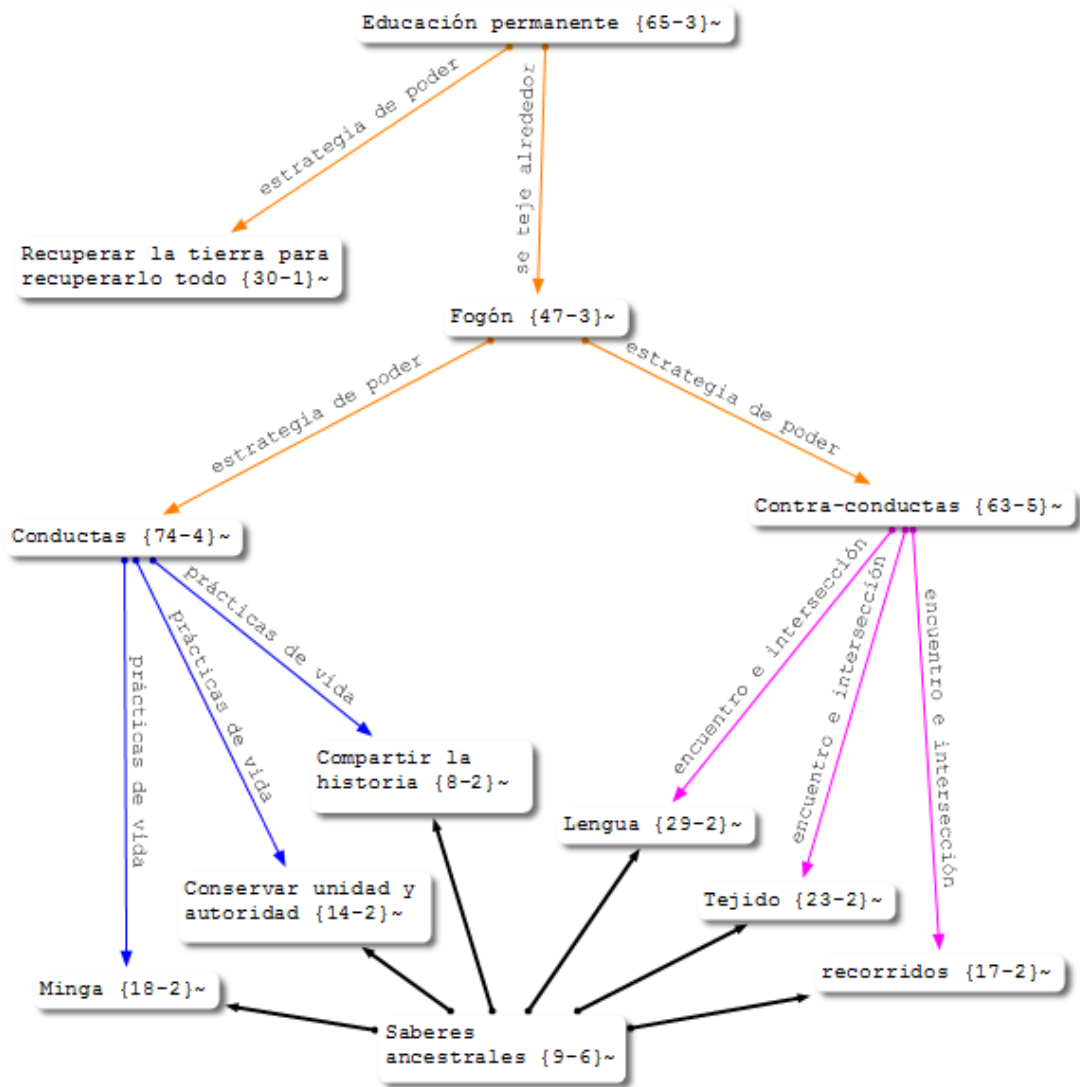 Educación permanente {65-3}~
estrategia de poder
se teje alrededor
Recuperar la tierra para
recuperarlo todo {30-1}~
Fogón {47-3}~
estrategia de poder
estrategia de poder
Conductas {74-4}~
Contra-conductas {63-5}~
prácticas de vida
prácticas de vida
prácticas de vida
encuentro e intersección
encuentro e intersección
encuentro e intersección
Compartir la
historia {8-2}~
Lengua {29-2}~
Conservar unidad y
autoridad {14-2}~
Tejido {23-2}~
Minga {18-2}~
recorridos {17-2}~
Saberes
ancestrales {9-6}~